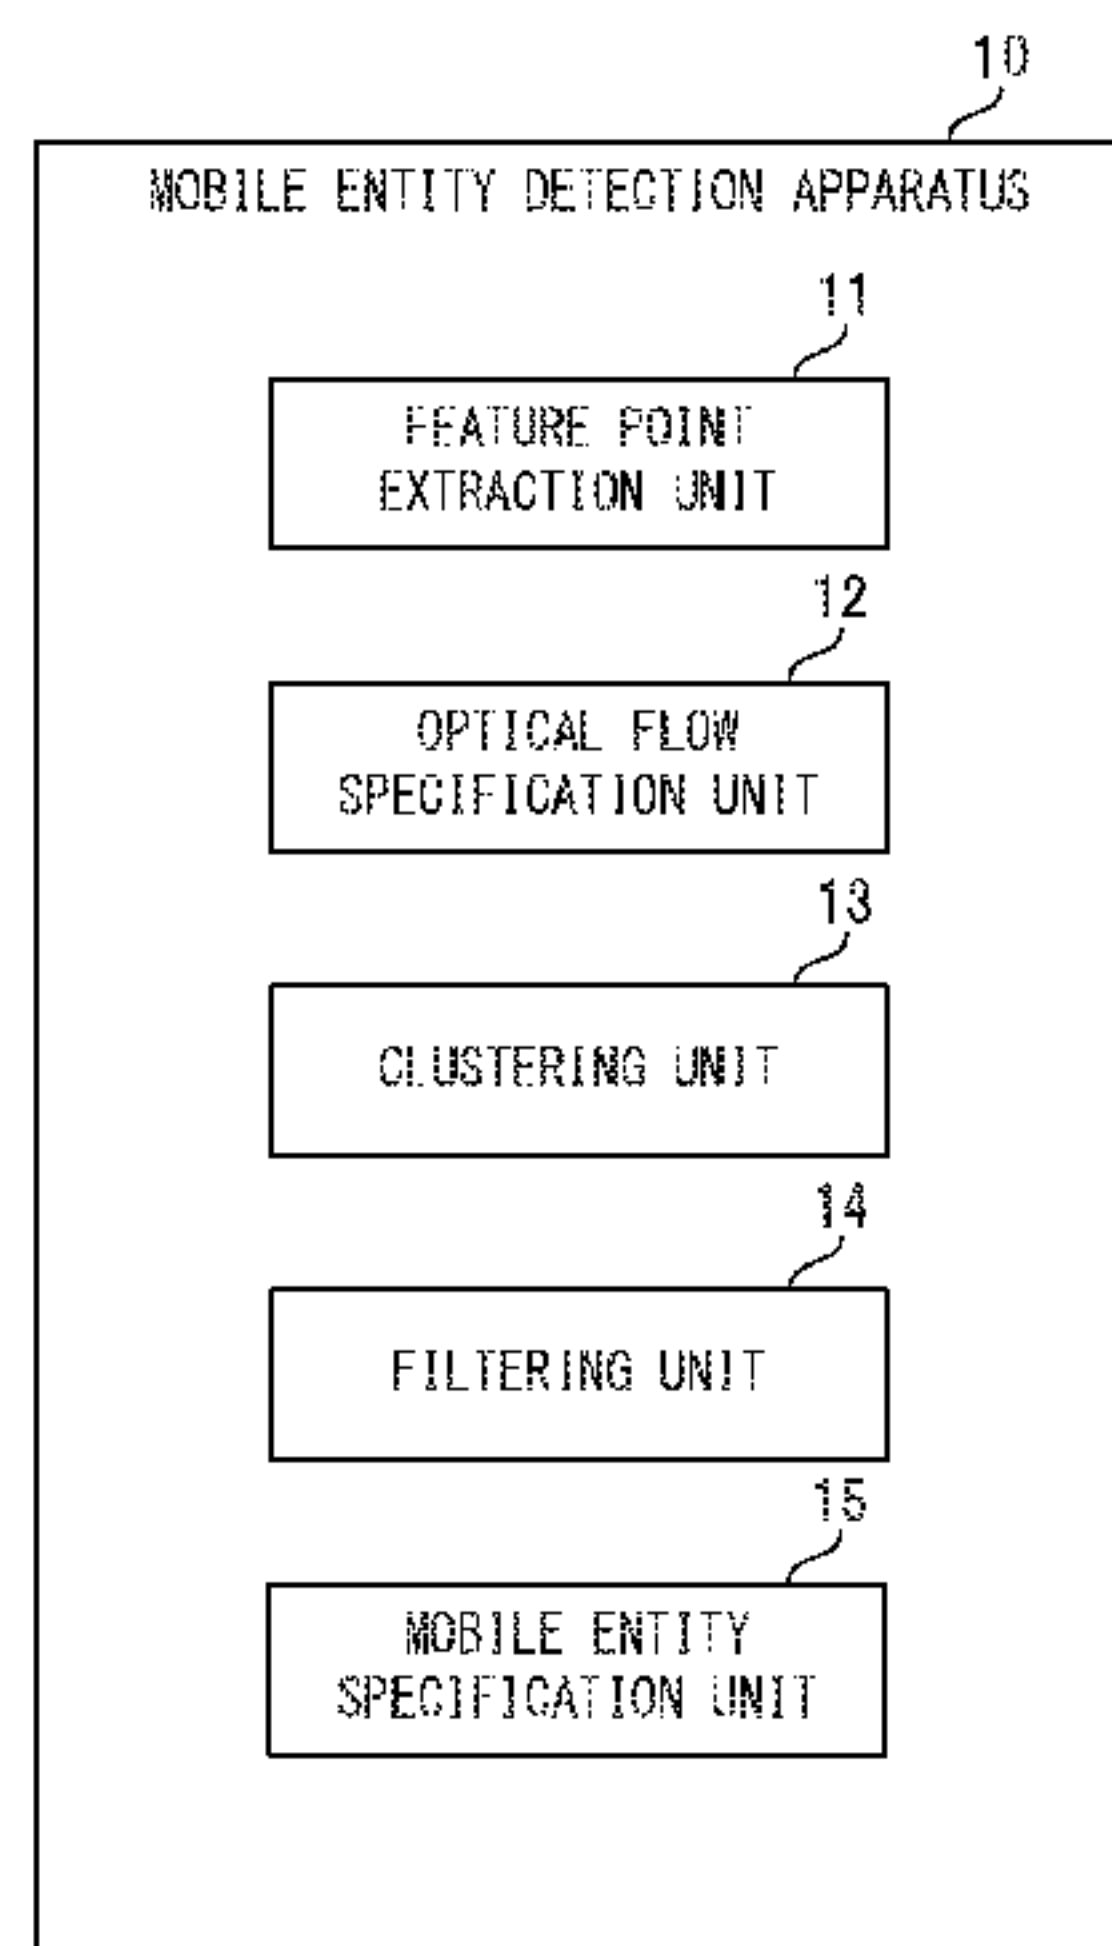 10
MOBILE ENTITY DETECTION APPARATUS
11
FEATURE POINT
EXTRACTION UNIT
12
OPTICAL FLOW
SPECIFICATION UNIT
13
CLUSTERING UNIT
14
FILTERING UNIT
15
MOBILE ENTITY
SPECIFICATION UNIT